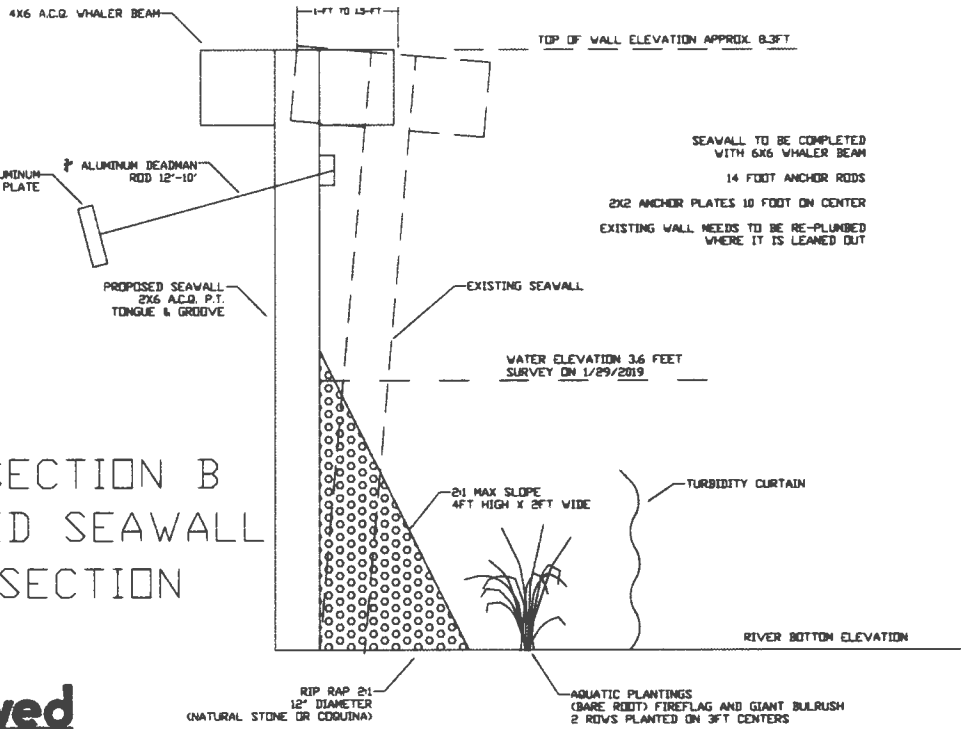 4X6 A.C.Q. WHALER BEAM
1-FT TO 1.5-FT
TOP OF WALL ELEVATION APPROX. 8.3FT
SEAWALL TO BE COMPLETED
WITH 6X6 WHALER BEAM
14 FOOT ANCHOR RODS
2X2 ANCHOR PLATES 10 FOOT ON CENTER
EXISTING WALL NEEDS TO BE RE-PLUMBED
WHERE IT IS LEANED OUT
ALUMINUM DEADMAN
ROD 12'-10'
UMINUM
PLATE
PROPOSED SEAWALL
2X6 A.C.Q. P.T.
TONGUE & GROOVE
EXISTING SEAWALL
WATER ELEVATION 3.6 FEET
SURVEY ON 1/29/2019
SECTION B
ED SEAWALL
SECTION
2:1 MAX SLOPE
4FT HIGH X 2FT WIDE
TURBIDITY CURTAIN
RIVER BOTTOM ELEVATION
RIP RAP 2:1
12" DIAMETER
(NATURAL STONE OR COQUINA)
AQUATIC PLANTINGS
(BARE ROOT) FIREFLAG AND GIANT BULRUSH
2 ROWS PLANTED ON 3FT CENTERS
ved